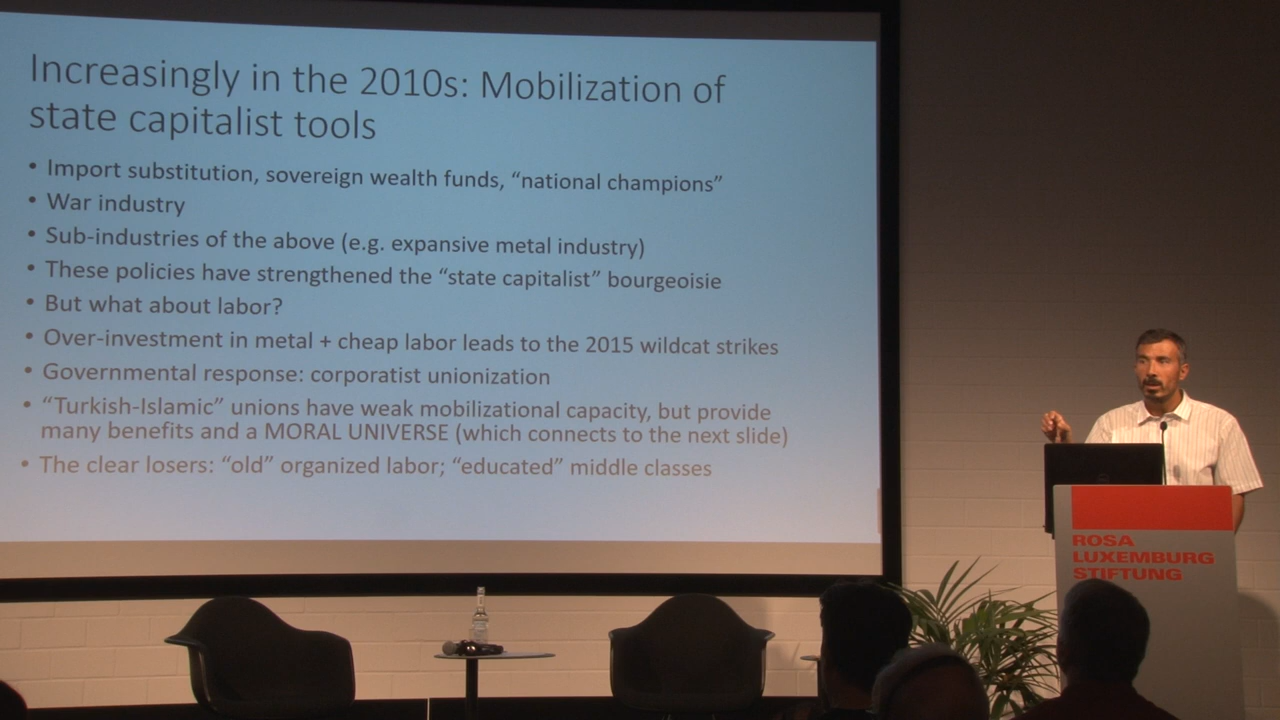 Increasingly in the 2010s: Mobilization of
state capitalist tools
• Import substitution, sovereign wealth funds, “national champions”
• War industry
• Sub-industries of the above (e.g. expansive metal industry)
• These policies have strengthened the “state capitalist” bourgeoisie
• But what about labor?
• Over-investment in metal + cheap labor leads to the 2015 wildcat strikes
• Governmental response: corporatist unionization
• “Turkish-Islamic” unions have weak mobilizational capacity, but provide
many benefits and a MORAL UNIVERSE (which connects to the next slide)
• The clear losers: “old” organized labor; “educated” middle classes
ROSA
LUXEMBURG
STIFTUNG